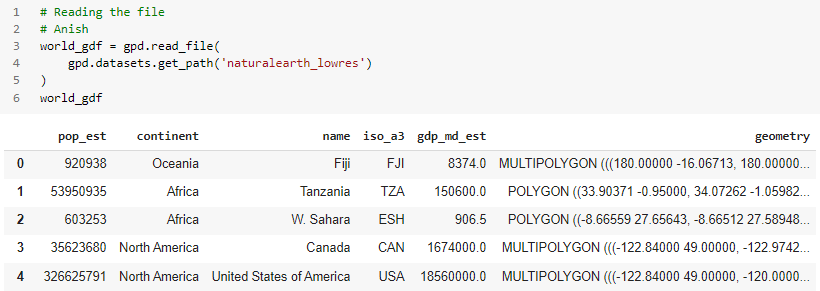 1 # Reading the file
2 # Anish
3 world_gdf = gpd.read_file(
4     gpd.datasets.get_path('naturalearth_lowres')
5 )
6 world_gdf
pop_est continent name iso_a3 gdp_md_est geometry
0 920938 Oceania Fiji FJI 8374.0 MULTIPOLYGON (((180.00000 -16.06713, 180.00000...
1 53950935 Africa Tanzania TZA 150600.0 POLYGON ((33.90371 -0.95000, 34.07262 -1.05982...
2 603253 Africa W. Sahara ESH 906.5 POLYGON ((-8.66559 27.65643, -8.66512 27.58948...
3 35623680 North America Canada CAN 1674000.0 MULTIPOLYGON (((-122.84000 49.00000, -122.9742...
4 326625791 North America United States of America USA 18560000.0 MULTIPOLYGON (((-122.84000 49.00000, -120.0000...